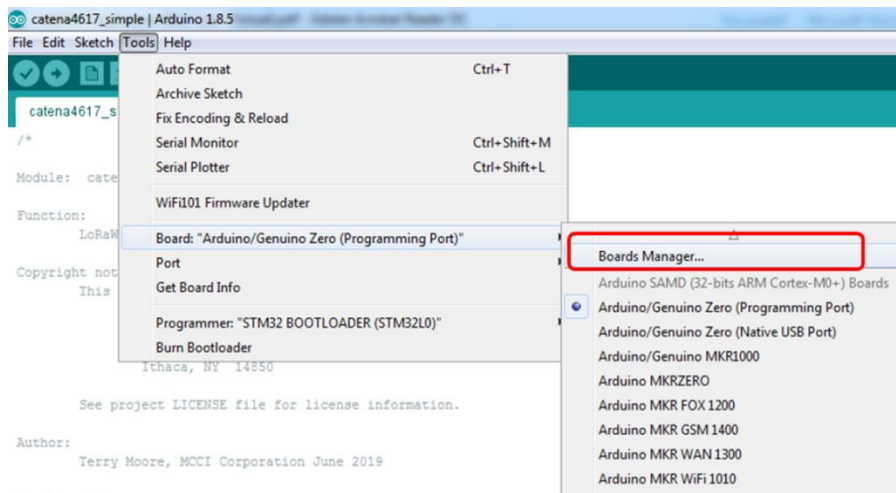 catena4617_simple | Arduino 1.8.5
File Edit Sketch Tools Help
Auto Format Ctrl+T
Archive Sketch
catena4617_s Fix Encoding & Reload
/* Serial Monitor Ctrl+Shift+M
Serial Plotter Ctrl+Shift+L
Module: cate
WiFi101 Firmware Updater
Function:
LoRaW Board: "Arduino/Genuino Zero (Programming Port)"
Port Boards Manager...
Copyright not
This Get Board Info Arduino SAMD (32-bits ARM Cortex-M0+) Boards
Arduino/Genuino Zero (Programming Port)
Programmer: "STM32 BOOTLOADER (STM32L0)" Arduino/Genuino Zero (Native USB Port)
Burn Bootloader Arduino/Genuino MKR1000
Ithaca, NY 14850
Arduino MKRZERO
See project LICENSE file for license information. Arduino MKR FOX 1200
Arduino MKR GSM 1400
Author:
Terry Moore, MCCI Corporation June 2019 Arduino MKR WAN 1300
Arduino MKR WiFi 1010